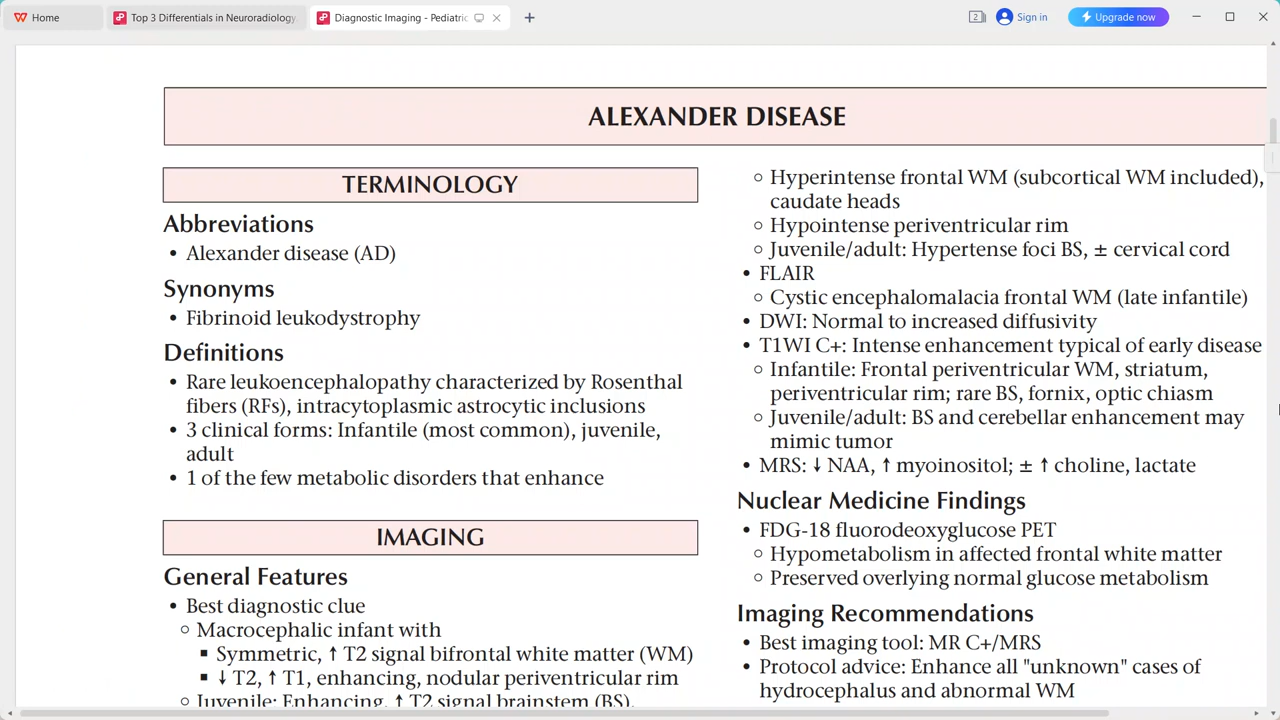 Home
Top 3 Differentials in Neuroradiology.
Diagnostic Imaging - Pediatric
2
Sign in
Upgrade now
ALEXANDER DISEASE
TERMINOLOGY
Abbreviations
• Alexander disease (AD)
Synonyms
• Fibrinoid leukodystrophy
Definitions
• Rare leukoencephalopathy characterized by Rosenthal
fibers (RFs), intracytoplasmic astrocytic inclusions
• 3 clinical forms: Infantile (most common), juvenile,
adult
• 1 of the few metabolic disorders that enhance
IMAGING
General Features
• Best diagnostic clue
○ Macrocephalic infant with
▪ Symmetric, ↑ T2 signal bifrontal white matter (WM)
▪ ↓ T2, ↑ T1, enhancing, nodular periventricular rim
○ Juvenile: Enhancing, ↑ T2 signal brainstem (BS),
○ Hyperintense frontal WM (subcortical WM included),
caudate heads
○ Hypointense periventricular rim
○ Juvenile/adult: Hypertense foci BS, ± cervical cord
• FLAIR
○ Cystic encephalomalacia frontal WM (late infantile)
• DWI: Normal to increased diffusivity
• T1WI C+: Intense enhancement typical of early disease
○ Infantile: Frontal periventricular WM, striatum,
periventricular rim; rare BS, fornix, optic chiasm
○ Juvenile/adult: BS and cerebellar enhancement may
mimic tumor
• MRS: ↓ NAA, ↑ myoinositol; ± ↑ choline, lactate
Nuclear Medicine Findings
• FDG-18 fluorodeoxyglucose PET
○ Hypometabolism in affected frontal white matter
○ Preserved overlying normal glucose metabolism
Imaging Recommendations
• Best imaging tool: MR C+/MRS
• Protocol advice: Enhance all "unknown" cases of
hydrocephalus and abnormal WM